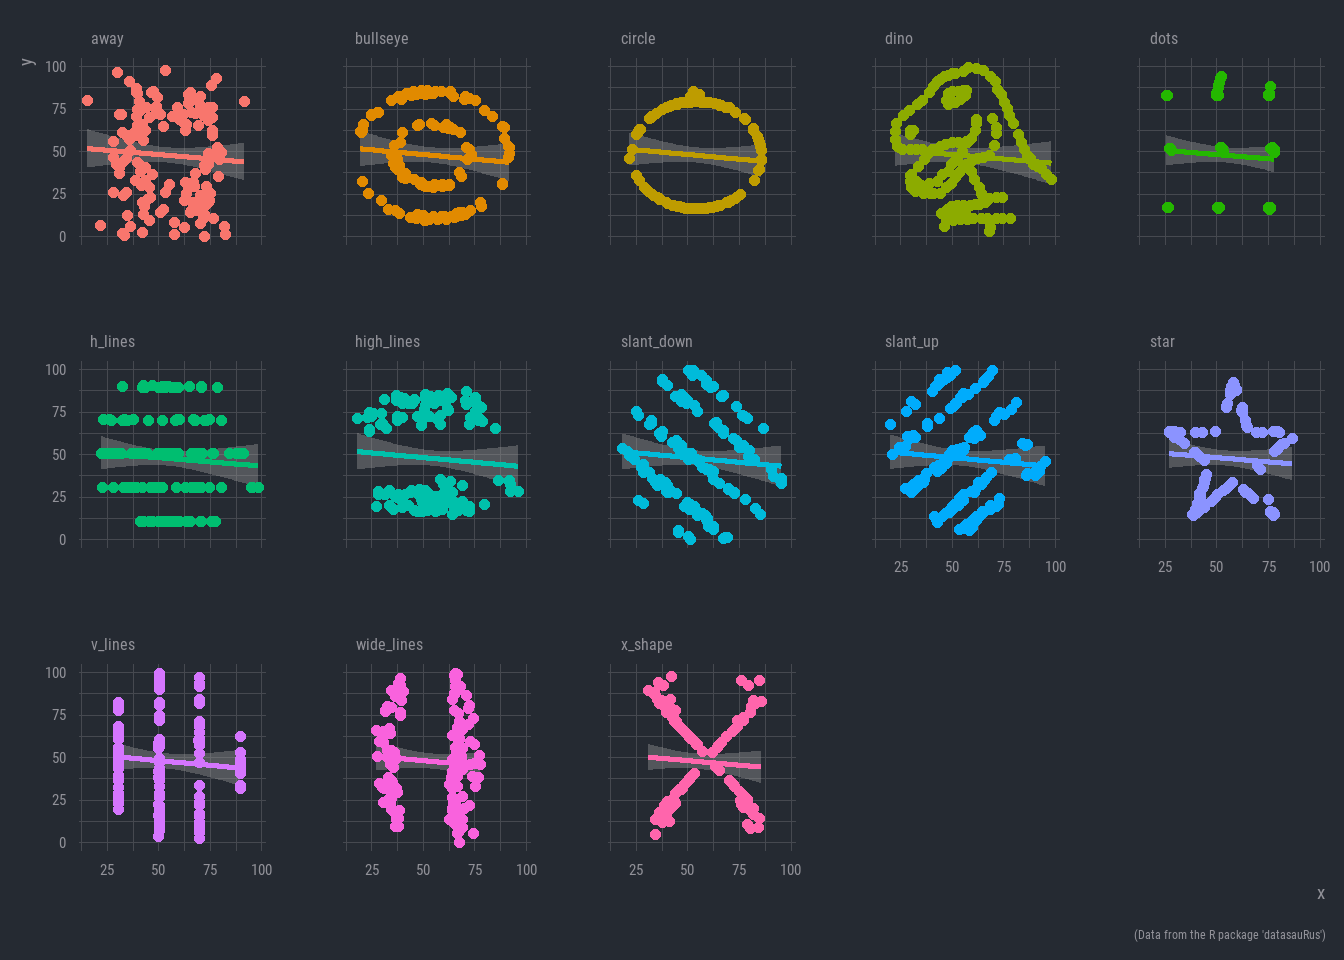 away bullseye circle dino dots
y
100
75
50
25
0
h_lines high_lines slant_down slant_up star
100
75
50
25
0
25 50 75 100 25 50 75 100
v_lines wide_lines x_shape
100
75
50
25
0
25 50 75 100 25 50 75 100 25 50 75 100
x
(Data from the R package 'datasauRus')